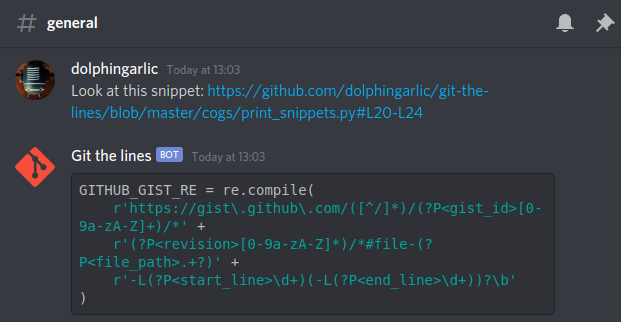 # general
dolphingarlic Today at 13:03
Look at this snippet: https://github.com/dolphingarlic/git-the-
lines/blob/master/cogs/print_snippets.py#L20-L24
Git the lines BOT Today at 13:03
GITHUB_GIST_RE = re.compile(
    r'https://gist\.github\.com/([^/]*)/(?P<gist_id>[0-
9a-zA-Z]+)/*' +
    r'(?P<revision>[0-9a-zA-Z]*)/*#file-(?
P<file_path>.+?)' +
    r'-L(?P<start_line>\d+)(-L(?P<end_line>\d+))?\b'
)